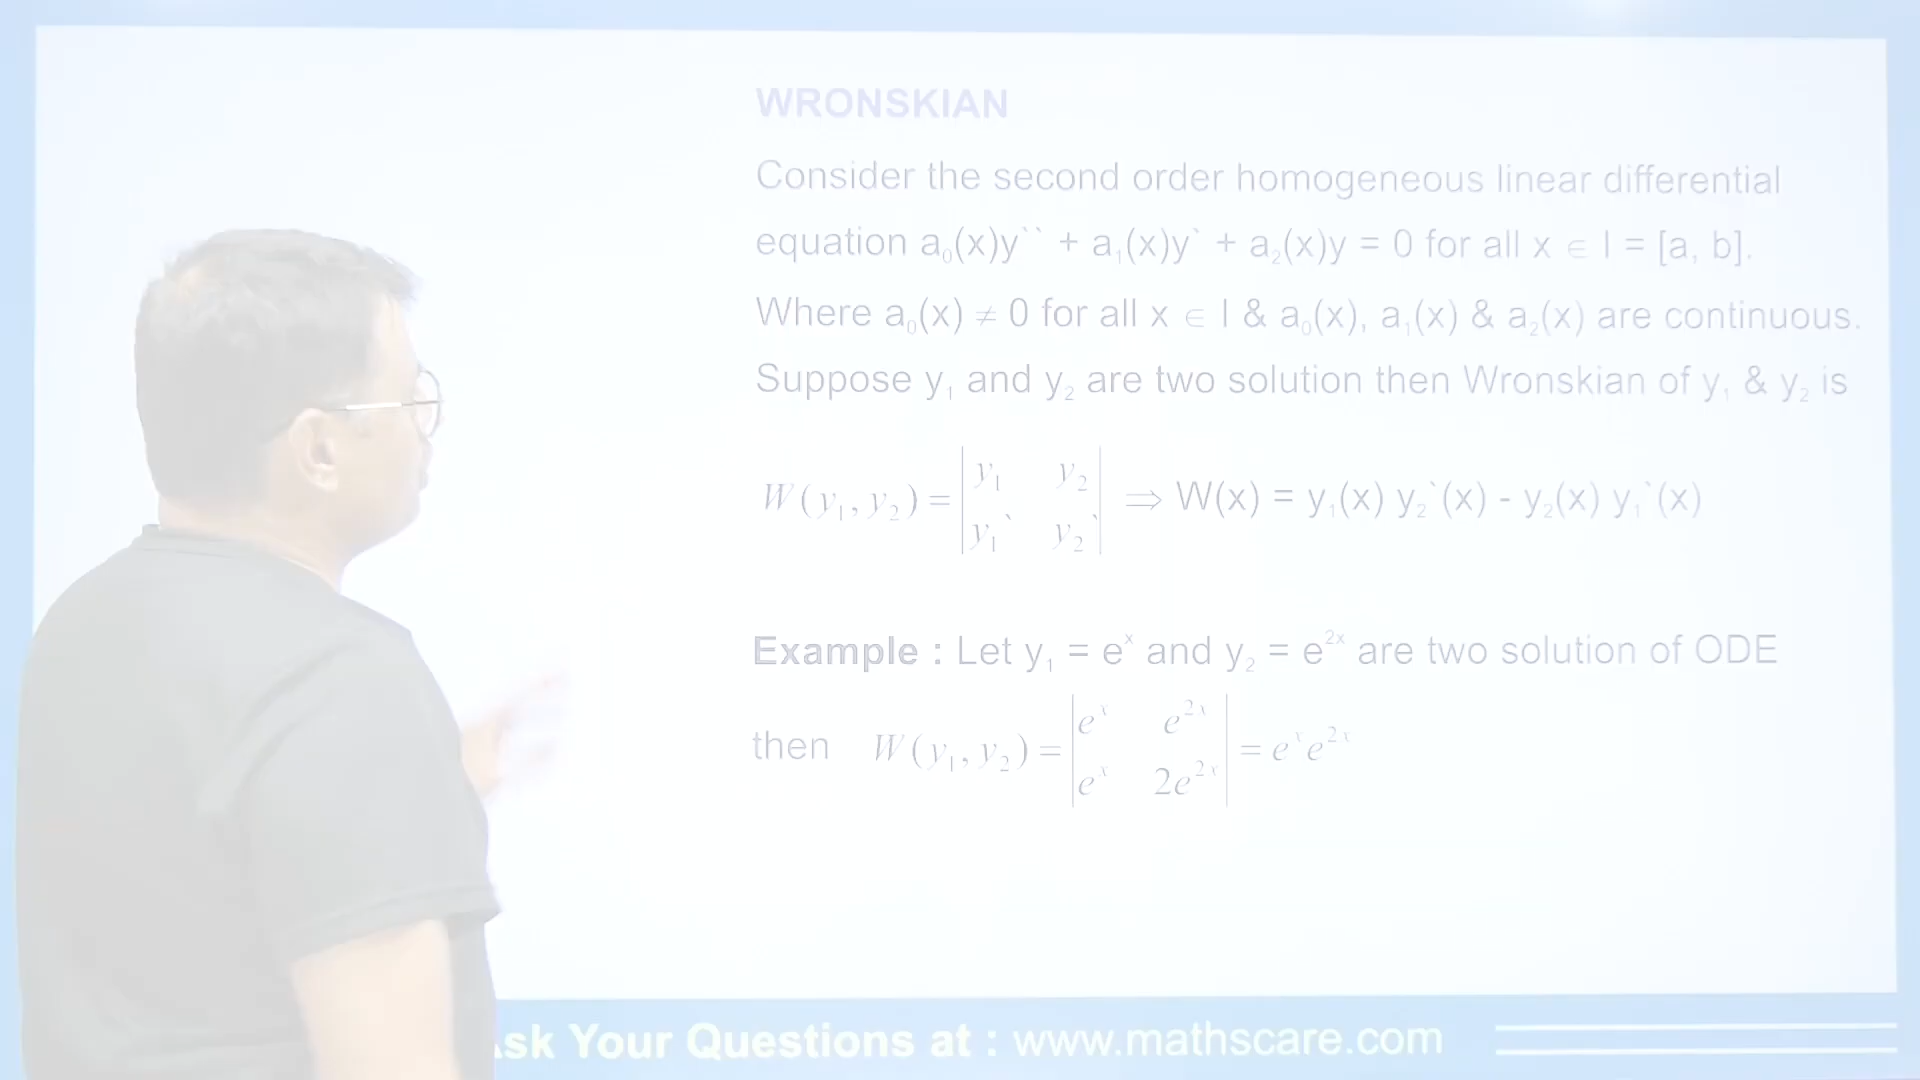 WRONSKIAN
Consider the second order homogeneous linear differential
equation a₀(x)y`` + a₁(x)y` + a₂(x)y = 0 for all x ∈ I = [a, b].
Where a₀(x) ≠ 0 for all x ∈ I & a₀(x), a₁(x) & a₂(x) are continuous.
Suppose y₁ and y₂ are two solution then Wronskian of y₁ & y₂ is
W(y₁, y₂) = |y₁ y₂; y₁` y₂`| ⇒ W(x) = y₁(x) y₂`(x) - y₂(x) y₁`(x)
Example : Let y₁ = eˣ and y₂ = e²ˣ are two solution of ODE
then W(y₁, y₂) = |eˣ e²ˣ; eˣ 2e²ˣ| = eˣe²ˣ
sk Your Questions at : www.mathscare.com